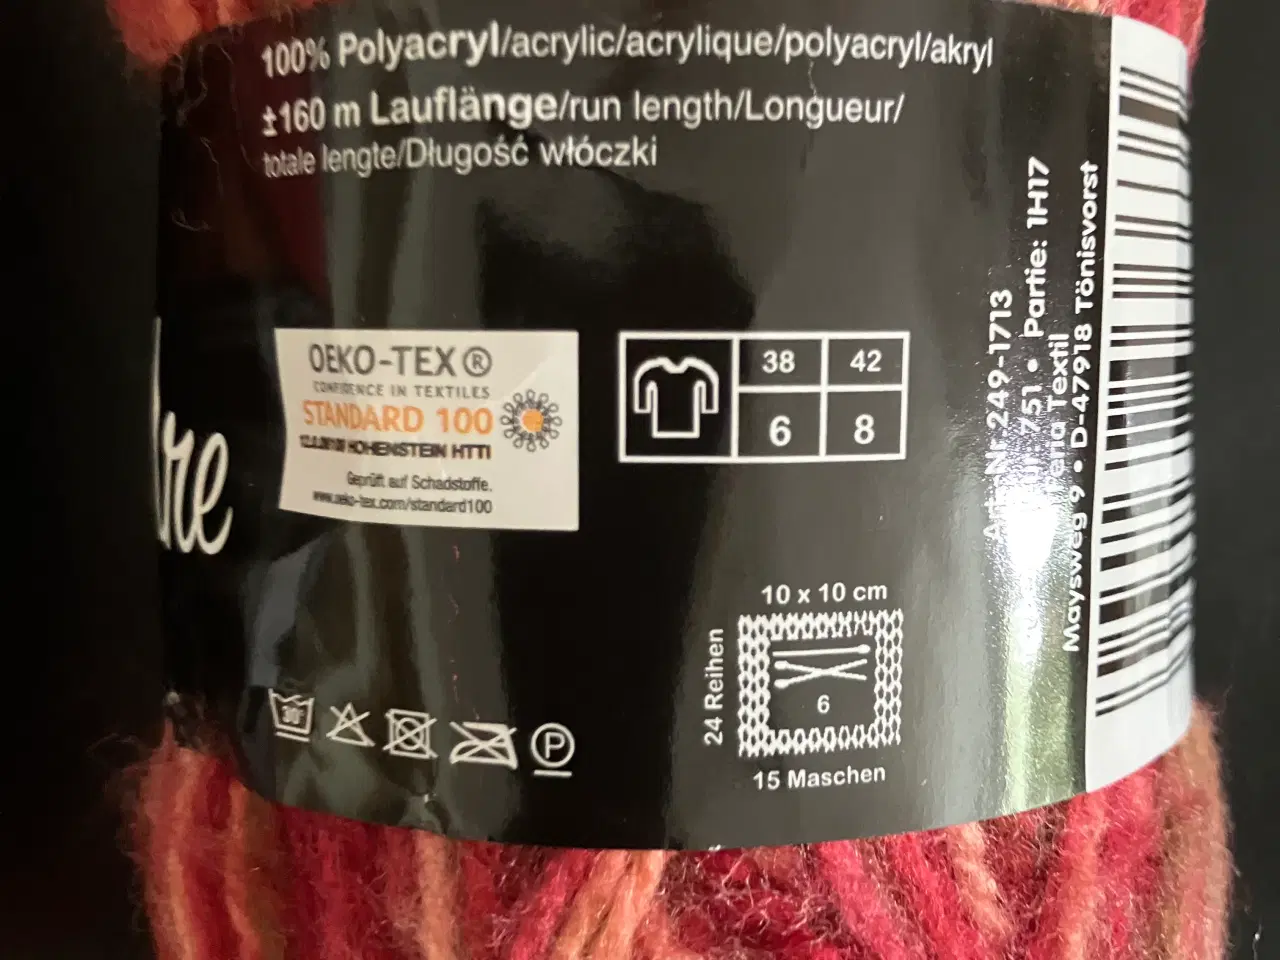 100% Polyacryl/acrylic/acrylique/polyacryl/akryl
±160 m Lauflänge/run length/Longueur/
totale lengte/Długość włóczki
OEKO-TEX®
CONFIDENCE IN TEXTILES
STANDARD 100
HOHENSTEIN HTTI
Geprüft auf Schadstoffe.
www.oeko-tex.com/standard100
38 42
6 8
10 x 10 cm
24 Reihen
6
15 Maschen
30°
P
249-1713
751 • Partie: 1H17
Textil
Maysweg 9 • D-47918 Tönisvorst